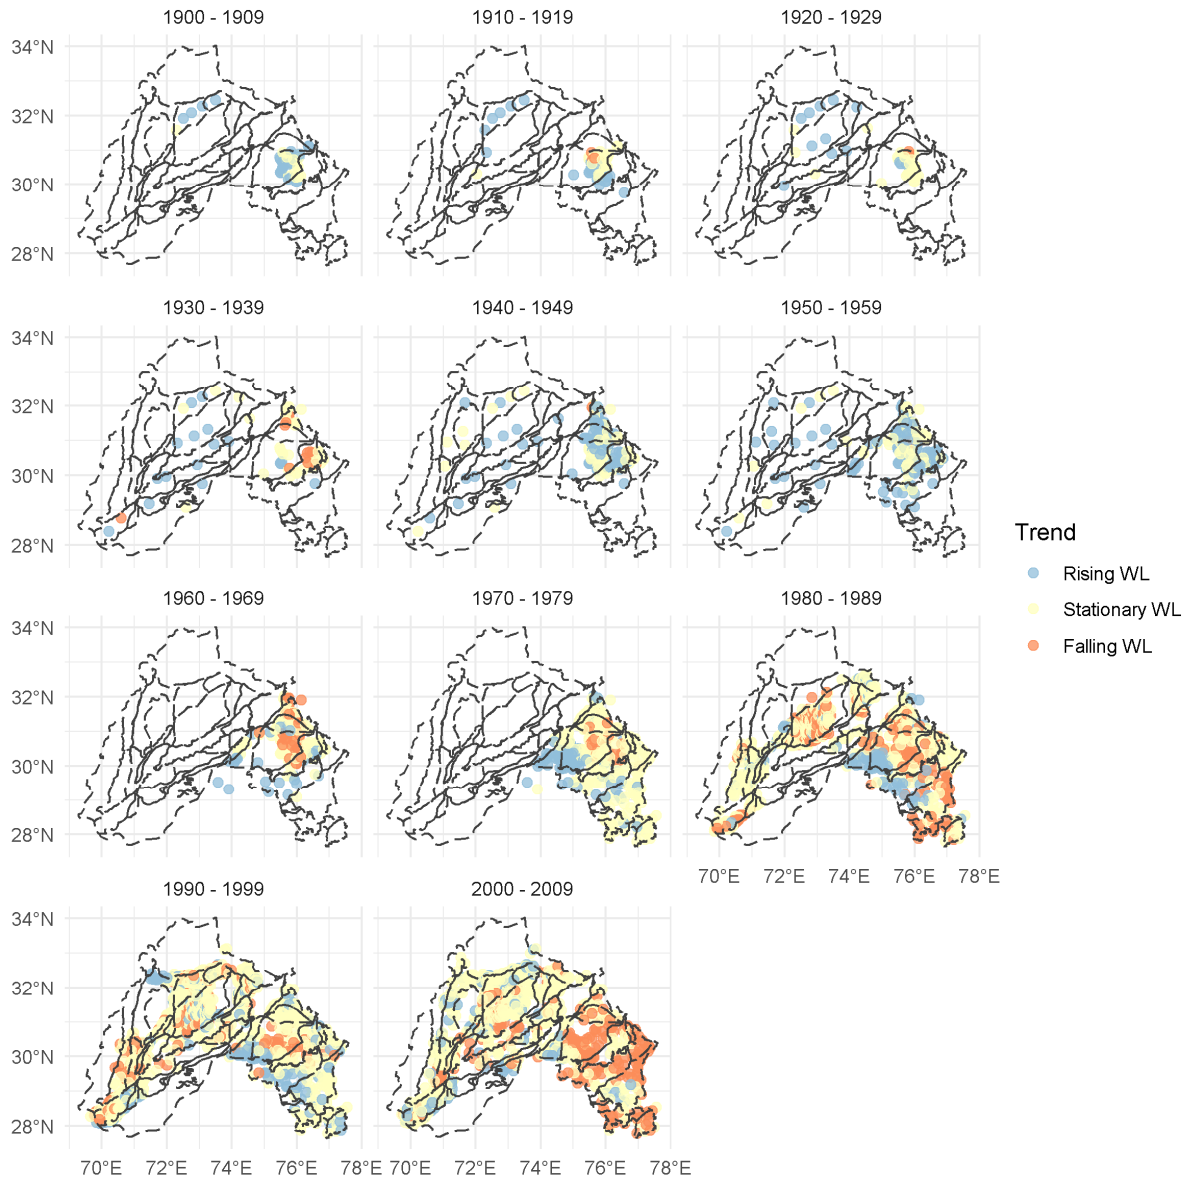 1900 - 1909
1910 - 1919
1920 - 1929
34°N
32°N
30°N
28°N
1930 - 1939
1940 - 1949
1950 - 1959
34°N
32°N
30°N
28°N
Trend
Rising WL
Stationary WL
Falling WL
1960 - 1969
1970 - 1979
1980 - 1989
34°N
32°N
30°N
28°N
70°E 72°E 74°E 76°E 78°E
1990 - 1999
2000 - 2009
34°N
32°N
30°N
28°N
70°E 72°E 74°E 76°E 78°E 70°E 72°E 74°E 76°E 78°E